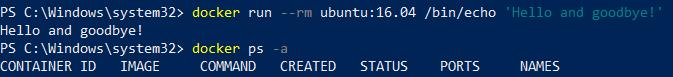 PS C:\Windows\system32> docker run --rm ubuntu:16.04 /bin/echo 'Hello and goodbye!'
Hello and goodbye!
PS C:\Windows\system32> docker ps -a
CONTAINER ID   IMAGE     COMMAND   CREATED   STATUS    PORTS     NAMES